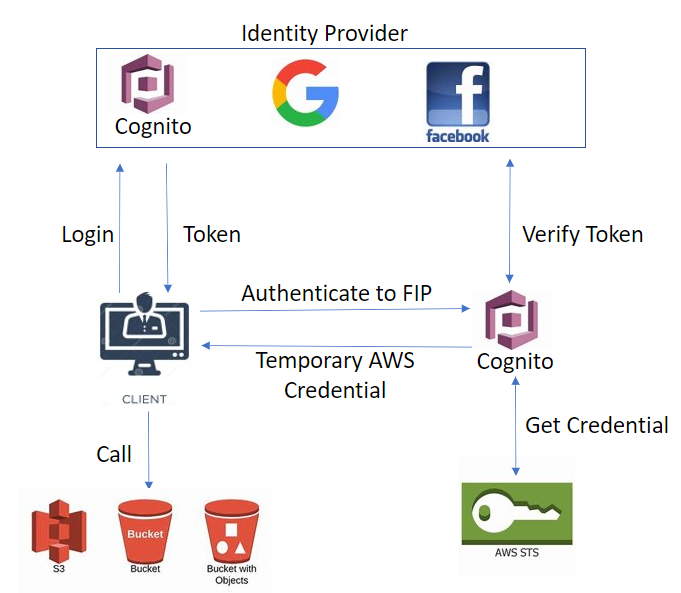 Identity Provider
Cognito
facebook
Login
Token
Verify Token
Authenticate to FIP
Temporary AWS
Credential
Cognito
CLIENT
Call
Get Credential
Bucket
S3
Bucket
Bucket with
Objects
AWS STS